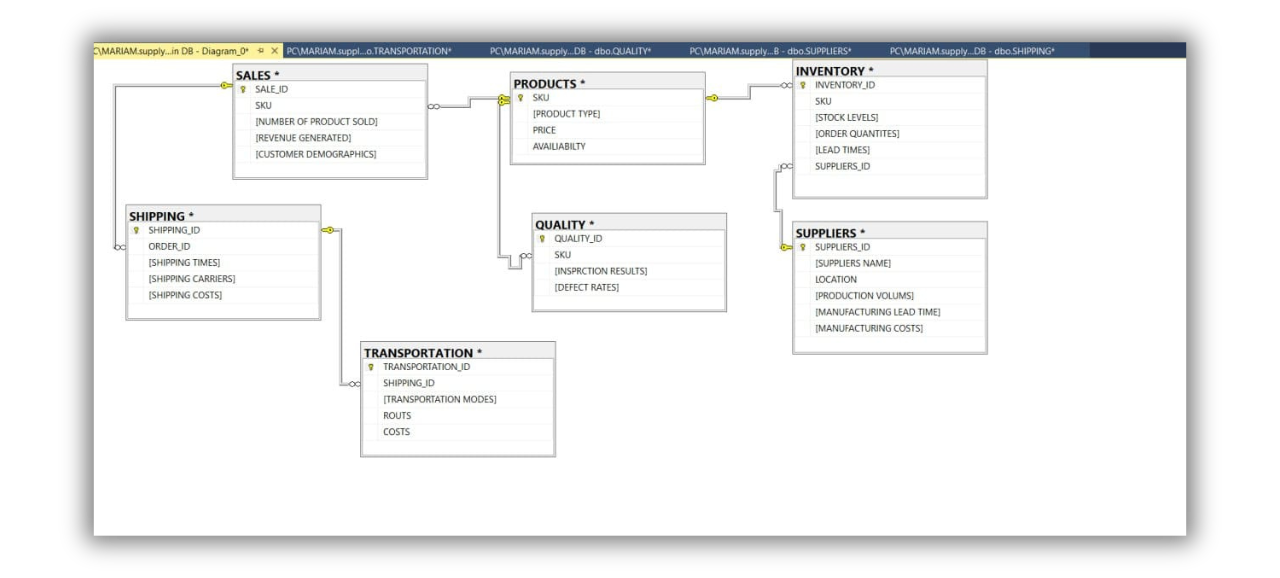 C\MARIAM.supply...in DB - Diagram_0*
PC\MARIAM.suppl...o.TRANSPORTATION*
PC\MARIAM.supply...DB - dbo.QUALITY*
PC\MARIAM.supply...B - dbo.SUPPLIERS*
PC\MARIAM.supply...DB - dbo.SHIPPING*
SALES *
SALE_ID
SKU
[NUMBER OF PRODUCT SOLD]
[REVENUE GENERATED]
[CUSTOMER DEMOGRAPHICS]
PRODUCTS *
SKU
[PRODUCT TYPE]
PRICE
AVAILIABILTY
INVENTORY *
INVENTORY_ID
SKU
[STOCK LEVELS]
[ORDER QUANTITES]
[LEAD TIMES]
SUPPLIERS_ID
SHIPPING *
SHIPPING_ID
ORDER_ID
[SHIPPING TIMES]
[SHIPPING CARRIERS]
[SHIPPING COSTS]
QUALITY *
QUALITY_ID
SKU
[INSPRCTION RESULTS]
[DEFECT RATES]
SUPPLIERS *
SUPPLIERS_ID
[SUPPLIERS NAME]
LOCATION
[PRODUCTION VOLUMS]
[MANUFACTURING LEAD TIME]
[MANUFACTURING COSTS]
TRANSPORTATION *
TRANSPORTATION_ID
SHIPPING_ID
[TRANSPORTATION MODES]
ROUTS
COSTS